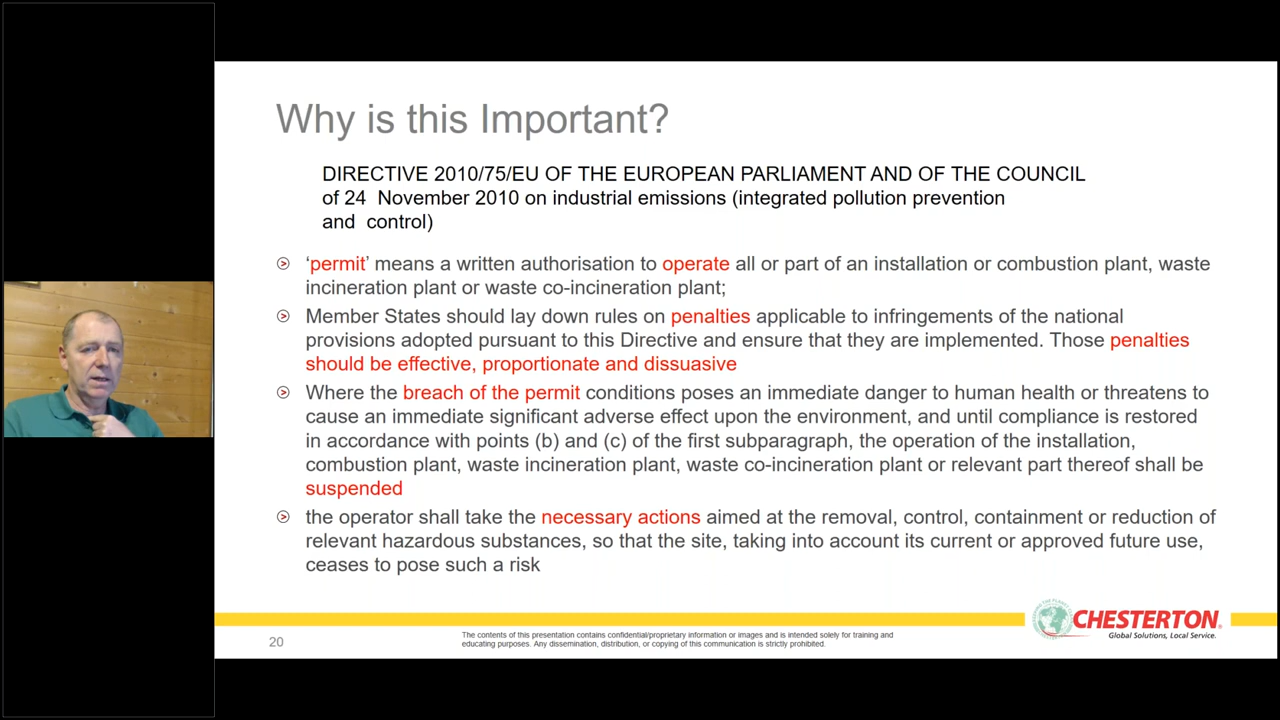 Why is this Important?
DIRECTIVE 2010/75/EU OF THE EUROPEAN PARLIAMENT AND OF THE COUNCIL
of 24 November 2010 on industrial emissions (integrated pollution prevention
and control)
‘permit’ means a written authorisation to operate all or part of an installation or combustion plant, waste
incineration plant or waste co-incineration plant;
Member States should lay down rules on penalties applicable to infringements of the national
provisions adopted pursuant to this Directive and ensure that they are implemented. Those penalties
should be effective, proportionate and dissuasive
Where the breach of the permit conditions poses an immediate danger to human health or threatens to
cause an immediate significant adverse effect upon the environment, and until compliance is restored
in accordance with points (b) and (c) of the first subparagraph, the operation of the installation,
combustion plant, waste incineration plant, waste co-incineration plant or relevant part thereof shall be
suspended
the operator shall take the necessary actions aimed at the removal, control, containment or reduction of
relevant hazardous substances, so that the site, taking into account its current or approved future use,
ceases to pose such a risk
CHESTERTON®
Global Solutions, Local Service.
20
The contents of this presentation contains confidential/proprietary information or images and is intended solely for training and
educating purposes. Any dissemination, distribution, or copying of this communication is strictly prohibited.